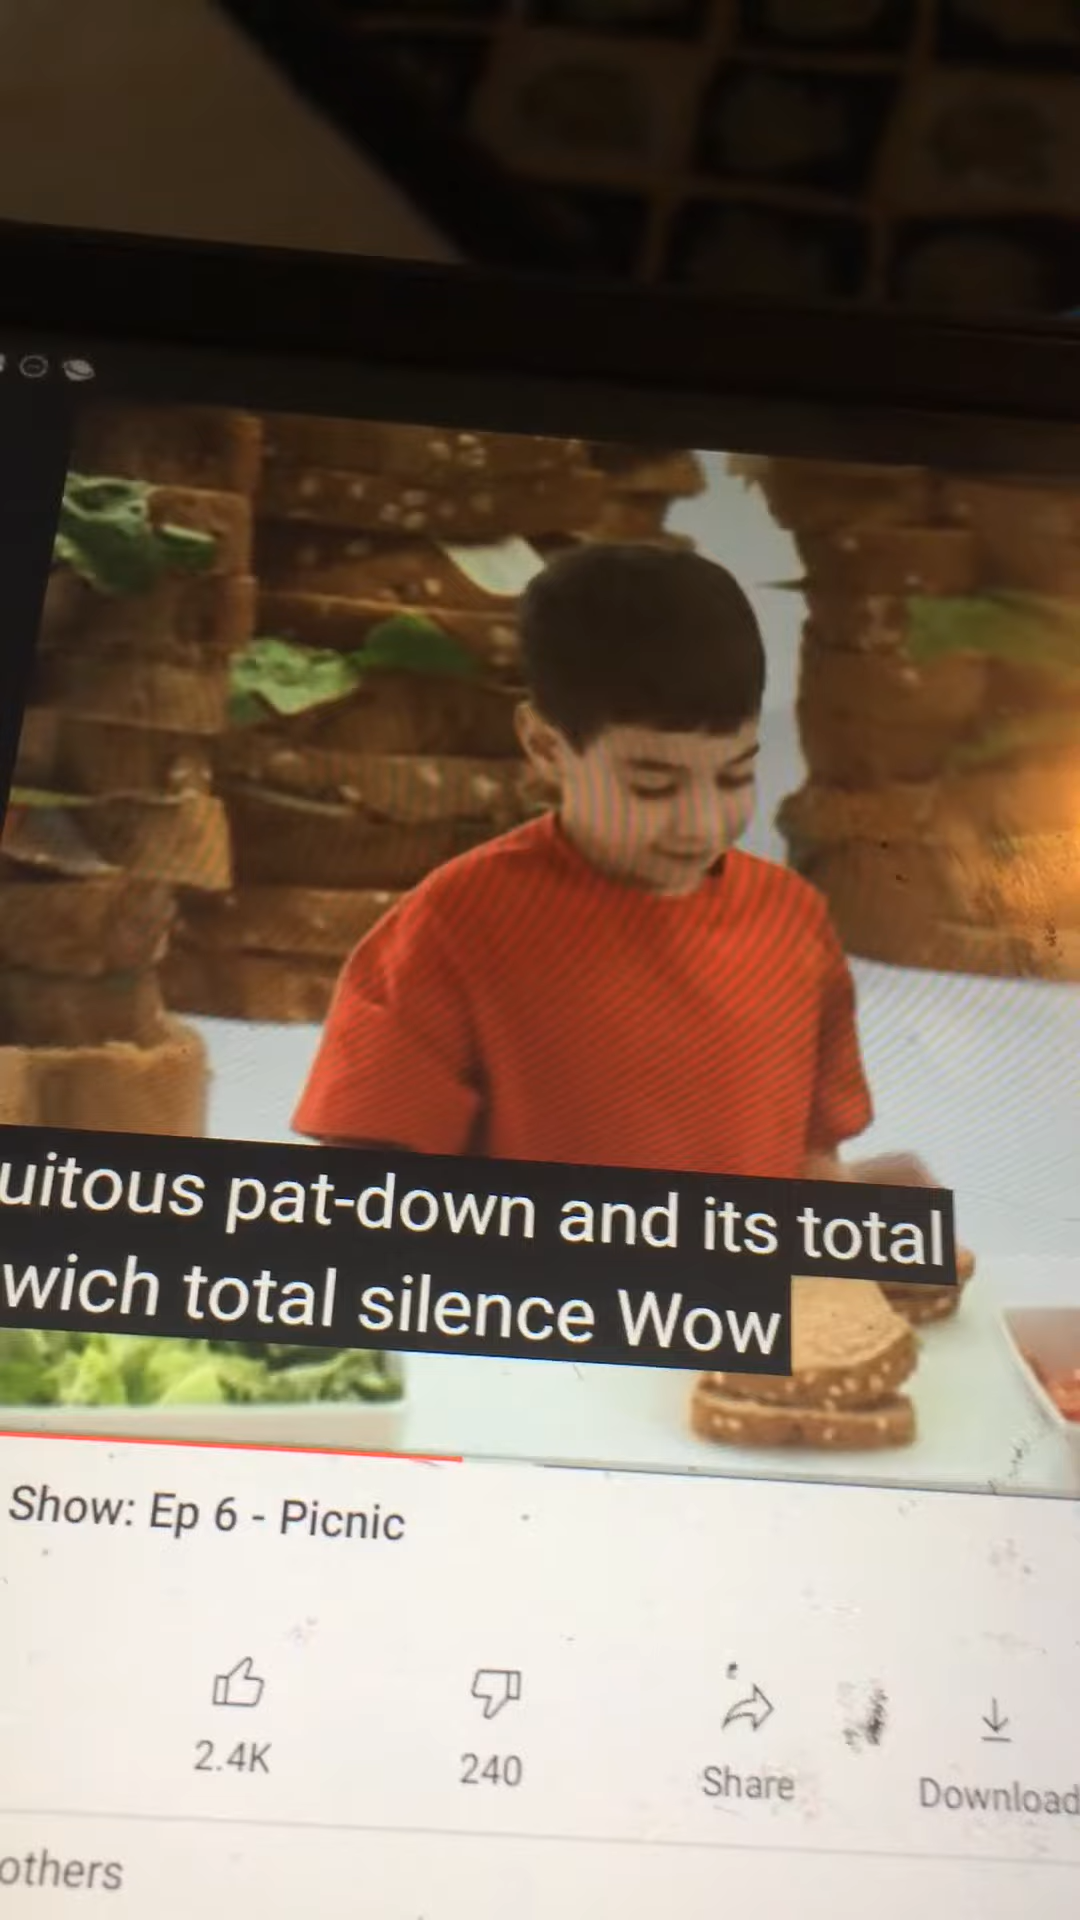 uitous pat-down and its total
wich total silence Wow
Show: Ep 6 - Picnic
2.4K
240
Share
Download
others